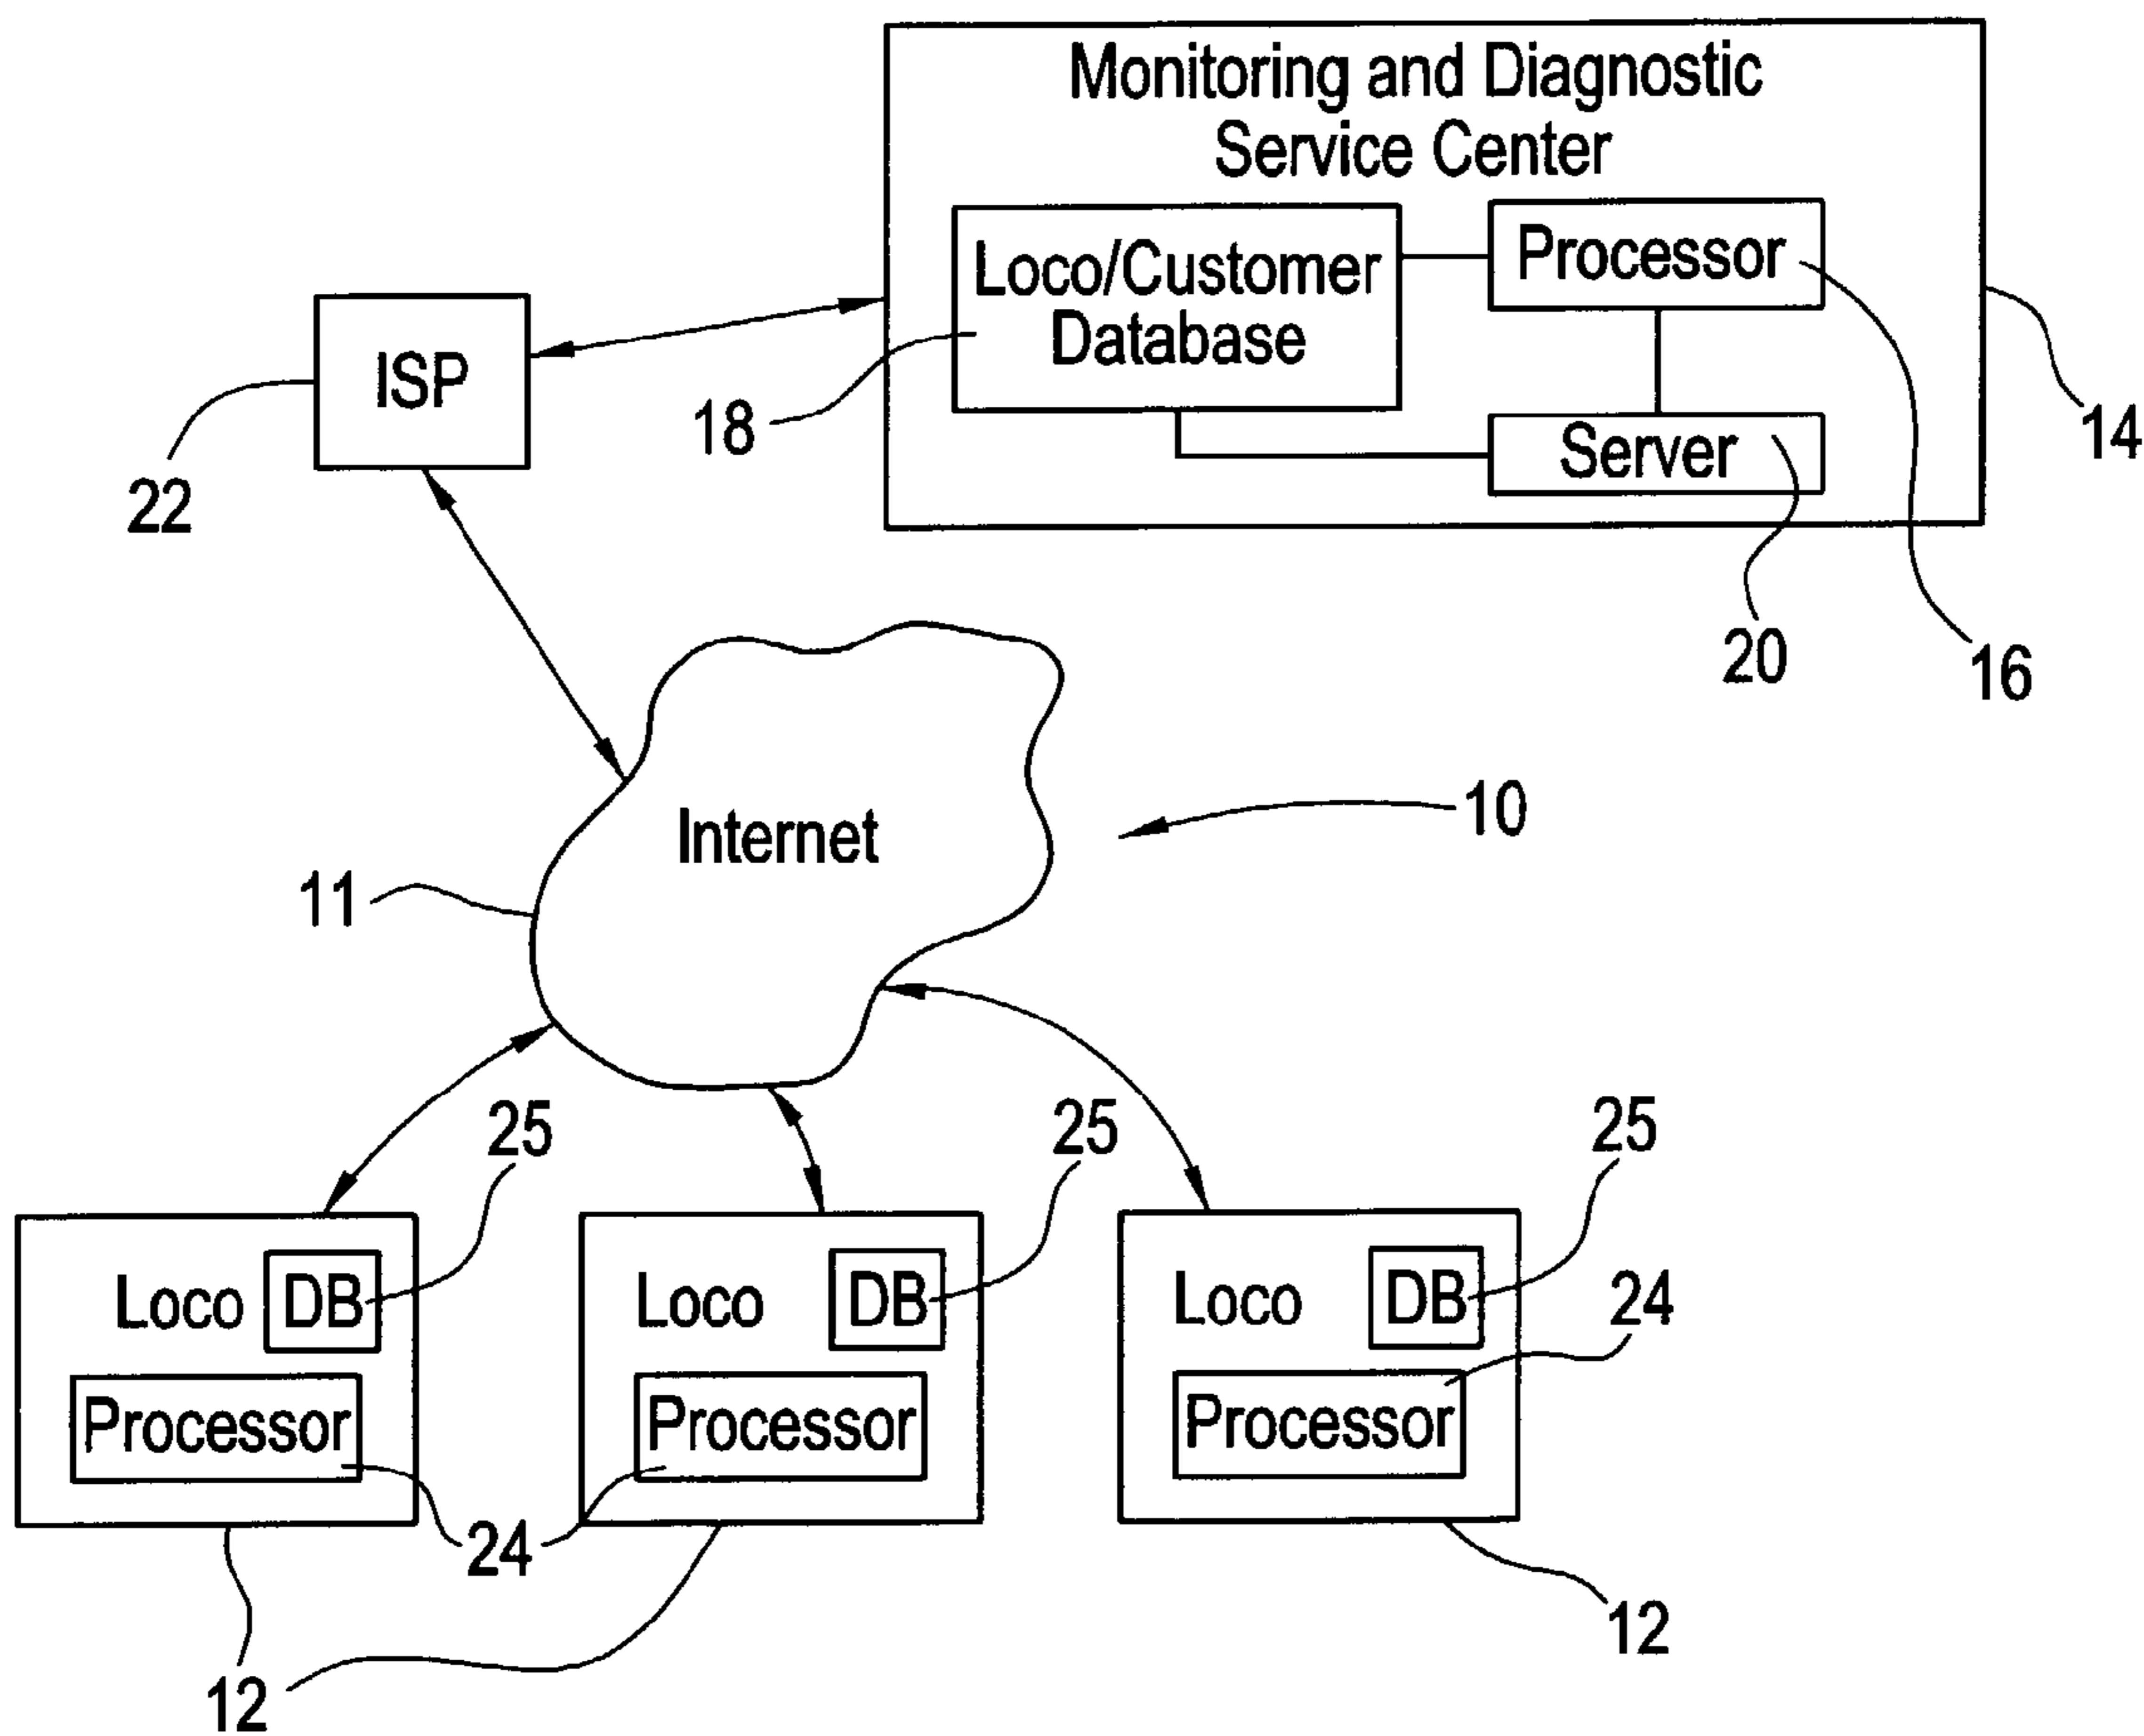 Monitoring and Diagnostic
Service Center
Loco/Customer
Database
Processor
Server
ISP
18
14
22
20
16
Internet
10
11
25
25
25
Loco
DB
Processor
Loco
DB
Processor
Loco
DB
24
Processor
24
12
12